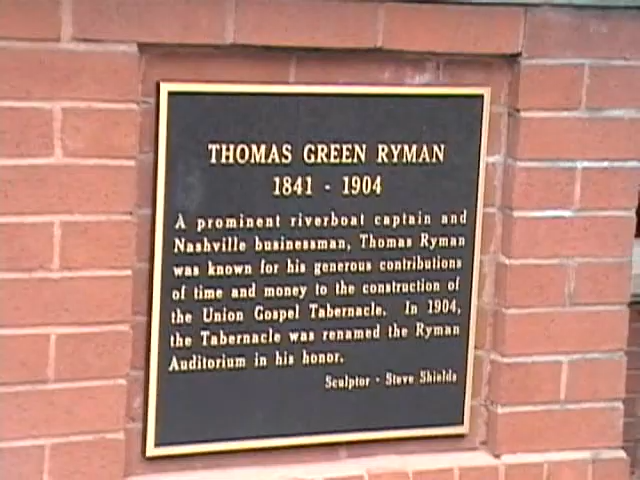 THOMAS GREEN RYMAN
1841 - 1904
A prominent riverboat captain and
Nashville businessman, Thomas Ryman
was known for his generous contributions
of time and money to the construction of
the Union Gospel Tabernacle. In 1904,
the Tabernacle was renamed the Ryman
Auditorium in his honor.
Sculptor - Steve Shields